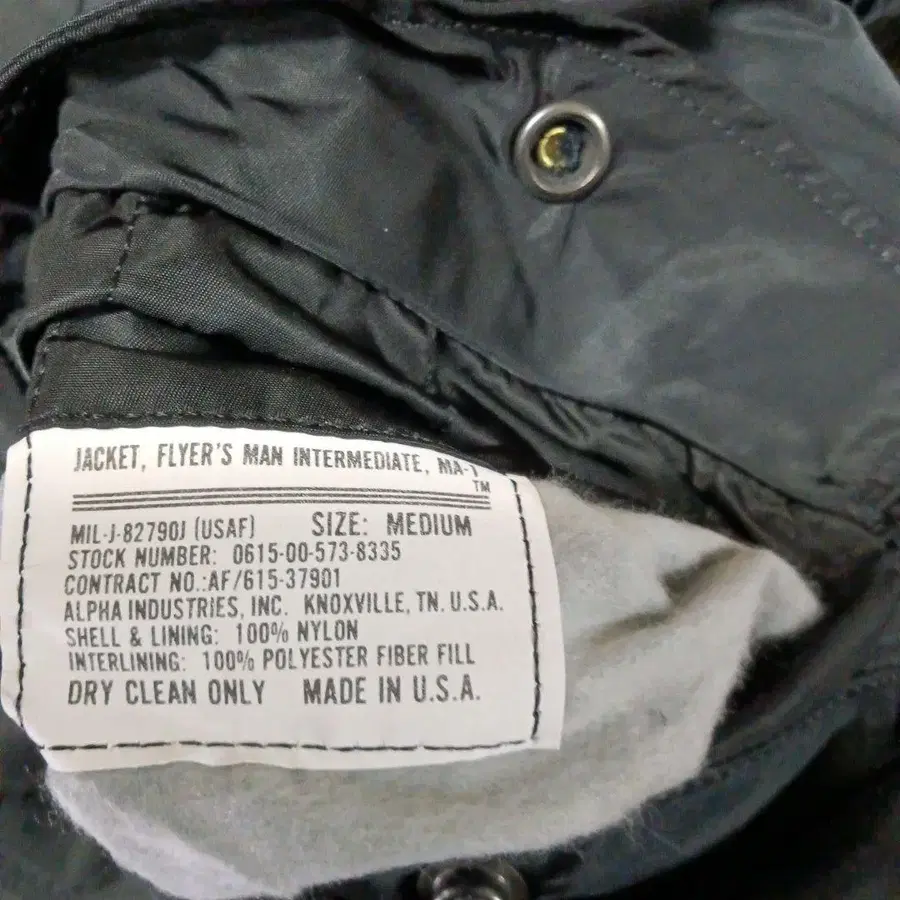 JACKET, FLYER'S MAN INTERMEDIATE, MA-1
TM
MIL-J-82790J (USAF) SIZE: MEDIUM
STOCK NUMBER: 0615-00-573-8335
CONTRACT NO.:AF/615-37901
ALPHA INDUSTRIES, INC. KNOXVILLE, TN. U.S.A.
SHELL & LINING: 100% NYLON
INTERLINING: 100% POLYESTER FIBER FILL
DRY CLEAN ONLY MADE IN U.S.A.